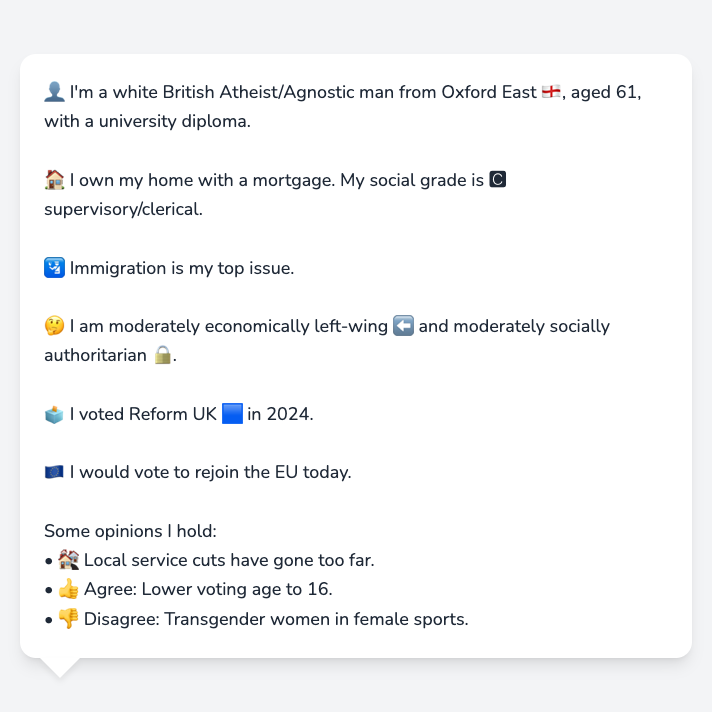 👤 I'm a white British Atheist/Agnostic man from Oxford East 🏴󠁧󠁢󠁥󠁮󠁧󠁿, aged 61,
with a university diploma.
🏠 I own my home with a mortgage. My social grade is C
supervisory/clerical.
🛂 Immigration is my top issue.
🤔 I am moderately economically left-wing ⬅️ and moderately socially
authoritarian 🔒.
🗳️ I voted Reform UK 🟦 in 2024.
🇪🇺 I would vote to rejoin the EU today.
Some opinions I hold:
• 🏚️ Local service cuts have gone too far.
• 👍 Agree: Lower voting age to 16.
• 👎 Disagree: Transgender women in female sports.